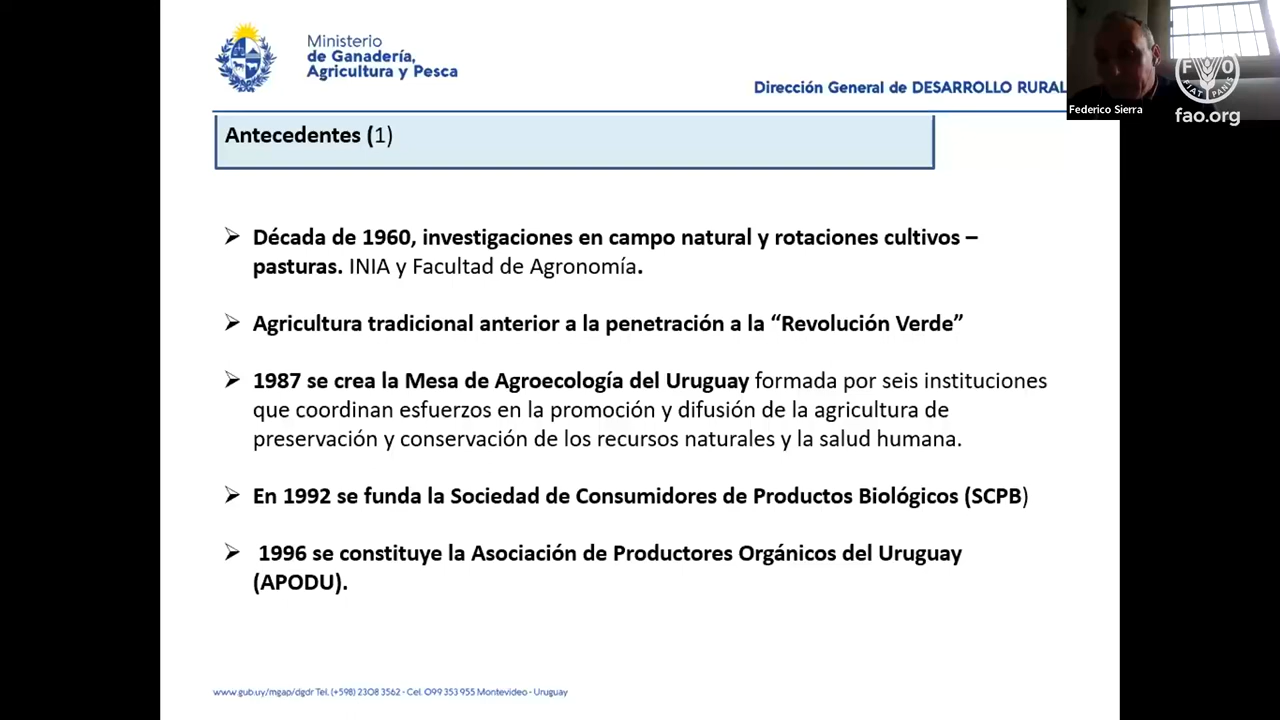 Ministerio
de Ganadería,
Agricultura y Pesca
Dirección General de DESARROLLO RURAL
Federico Sierra
FAO
FIAT PANIS
fao.org
Antecedentes (1)
➢ Década de 1960, investigaciones en campo natural y rotaciones cultivos –
pasturas. INIA y Facultad de Agronomía.
➢ Agricultura tradicional anterior a la penetración a la “Revolución Verde”
➢ 1987 se crea la Mesa de Agroecología del Uruguay formada por seis instituciones
que coordinan esfuerzos en la promoción y difusión de la agricultura de
preservación y conservación de los recursos naturales y la salud humana.
➢ En 1992 se funda la Sociedad de Consumidores de Productos Biológicos (SCPB)
➢ 1996 se constituye la Asociación de Productores Orgánicos del Uruguay
(APODU).
www.gub.uy/mgap/dgdr Tel. (+598) 2308 3562 - Cel. 099 353 955 Montevideo - Uruguay